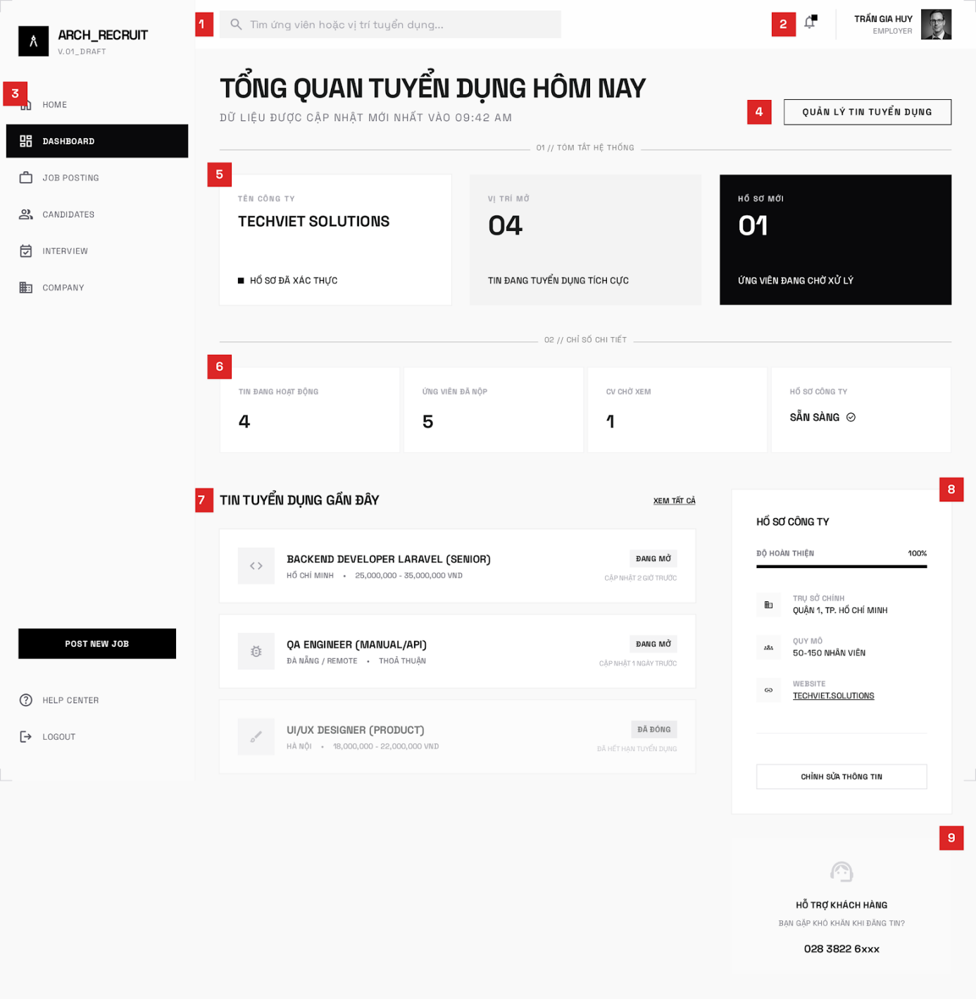 ARCH_RECRUIT
V.01_DRAFT
3
HOME
DASHBOARD
JOB POSTING
CANDIDATES
INTERVIEW
COMPANY
POST NEW JOB
HELP CENTER
LOGOUT
1
Tìm ứng viên hoặc vị trí tuyển dụng...
2
TRẦN GIA HUY
EMPLOYER
TỔNG QUAN TUYỂN DỤNG HÔM NAY
DỮ LIỆU ĐƯỢC CẬP NHẬT MỚI NHẤT VÀO 09:42 AM
4
QUẢN LÝ TIN TUYỂN DỤNG
01 // TÓM TẮT HỆ THỐNG
5
TÊN CÔNG TY
TECHVIET SOLUTIONS
HỒ SƠ ĐÃ XÁC THỰC
VỊ TRÍ MỞ
04
TIN ĐANG TUYỂN DỤNG TÍCH CỰC
HỒ SƠ MỚI
01
ỨNG VIÊN ĐANG CHỜ XỬ LÝ
02 // CHỈ SỐ CHI TIẾT
6
TIN ĐANG HOẠT ĐỘNG
4
ỨNG VIÊN ĐÃ NỘP
5
CV CHỜ XEM
1
HỒ SƠ CÔNG TY
SẴN SÀNG
7
TIN TUYỂN DỤNG GẦN ĐÂY
XEM TẤT CẢ
BACKEND DEVELOPER LARAVEL (SENIOR)
HỒ CHÍ MINH • 25,000,000 - 35,000,000 VND
ĐANG MỞ
CẬP NHẬT 2 GIỜ TRƯỚC
QA ENGINEER (MANUAL/API)
ĐÀ NẴNG / REMOTE • THOẢ THUẬN
ĐANG MỞ
CẬP NHẬT 1 NGÀY TRƯỚC
UI/UX DESIGNER (PRODUCT)
HÀ NỘI • 18,000,000 - 22,000,000 VND
ĐÃ ĐÓNG
ĐÃ HẾT HẠN TUYỂN DỤNG
8
HỒ SƠ CÔNG TY
ĐỘ HOÀN THIỆN 100%
TRỤ SỞ CHÍNH
QUẬN 1, TP. HỒ CHÍ MINH
QUY MÔ
50-150 NHÂN VIÊN
WEBSITE
TECHVIET.SOLUTIONS
CHỈNH SỬA THÔNG TIN
9
HỖ TRỢ KHÁCH HÀNG
BẠN GẶP KHÓ KHĂN KHI ĐĂNG TIN?
028 3822 6xxx